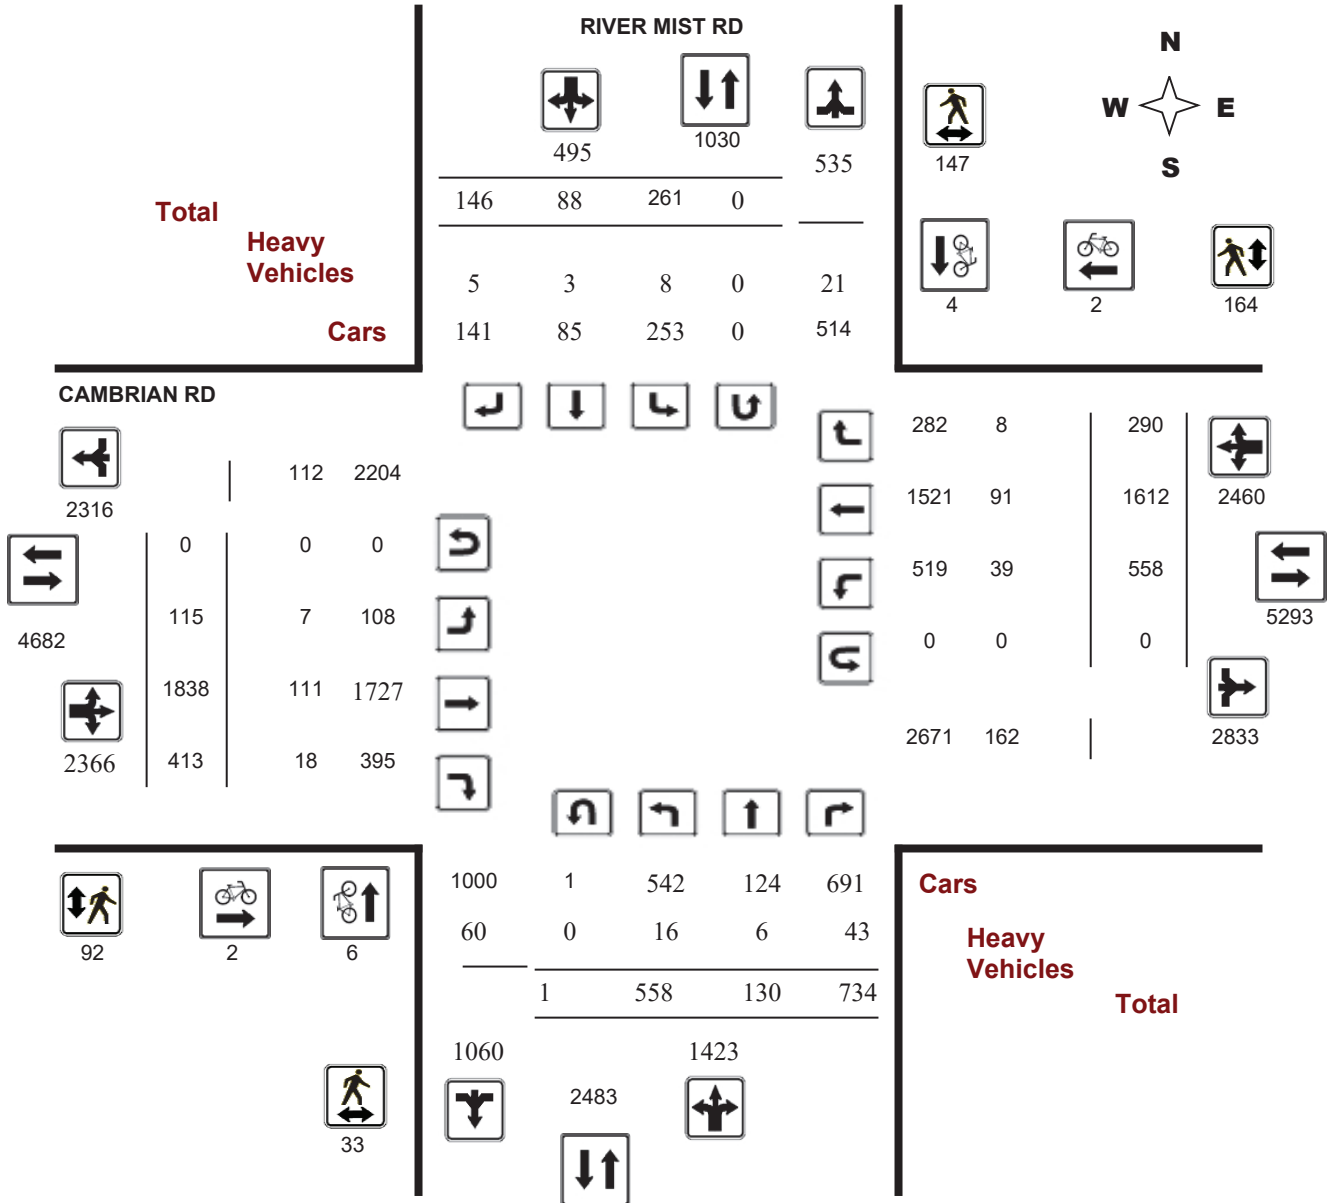 RIVER MIST RD
N
W E
S
495
1030
535
147
146 88 261 0
Total
Heavy
Vehicles
5 3 8 0 21
4 2 164
Cars
141 85 253 0 514
CAMBRIAN RD
282 8 290
112 2204
2316
1521 91 1612 2460
0 0 0
519 39 558
115 7 108
5293
4682
0 0 0
1838 111 1727
2671 162 2833
2366 413 18 395
1000 1 542 124 691
Cars
60 0 16 6 43
92 2 6
Heavy
Vehicles
1 558 130 734
Total
1060 1423
2483
33